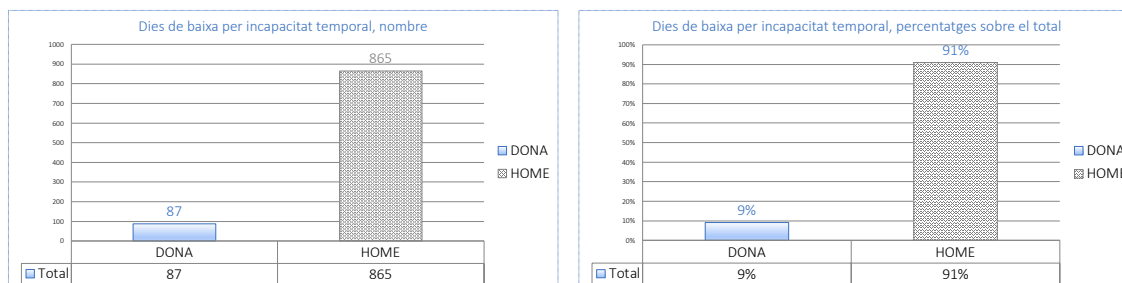 Dies de baixa per incapacitat temporal, nombre
1000
900
800
700
600
500
400
300
200
100
0
865
87
DONA
HOME
DONA HOME
Total 87 865
Dies de baixa per incapacitat temporal, percentatges sobre el total
100%
90%
80%
70%
60%
50%
40%
30%
20%
10%
0%
91%
9%
DONA
HOME
DONA HOME
Total 9% 91%